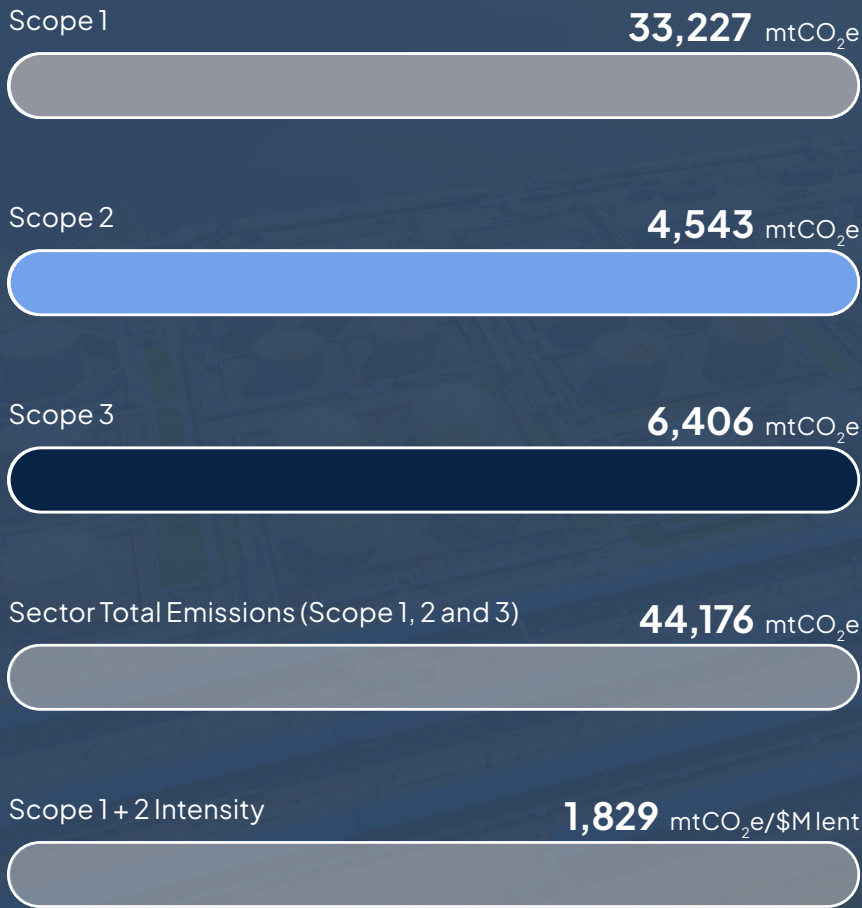 Scope 1 33,227 mtCO₂e
Scope 2 4,543 mtCO₂e
Scope 3 6,406 mtCO₂e
Sector Total Emissions (Scope 1, 2 and 3) 44,176 mtCO₂e
Scope 1 + 2 Intensity 1,829 mtCO₂e/$M lent